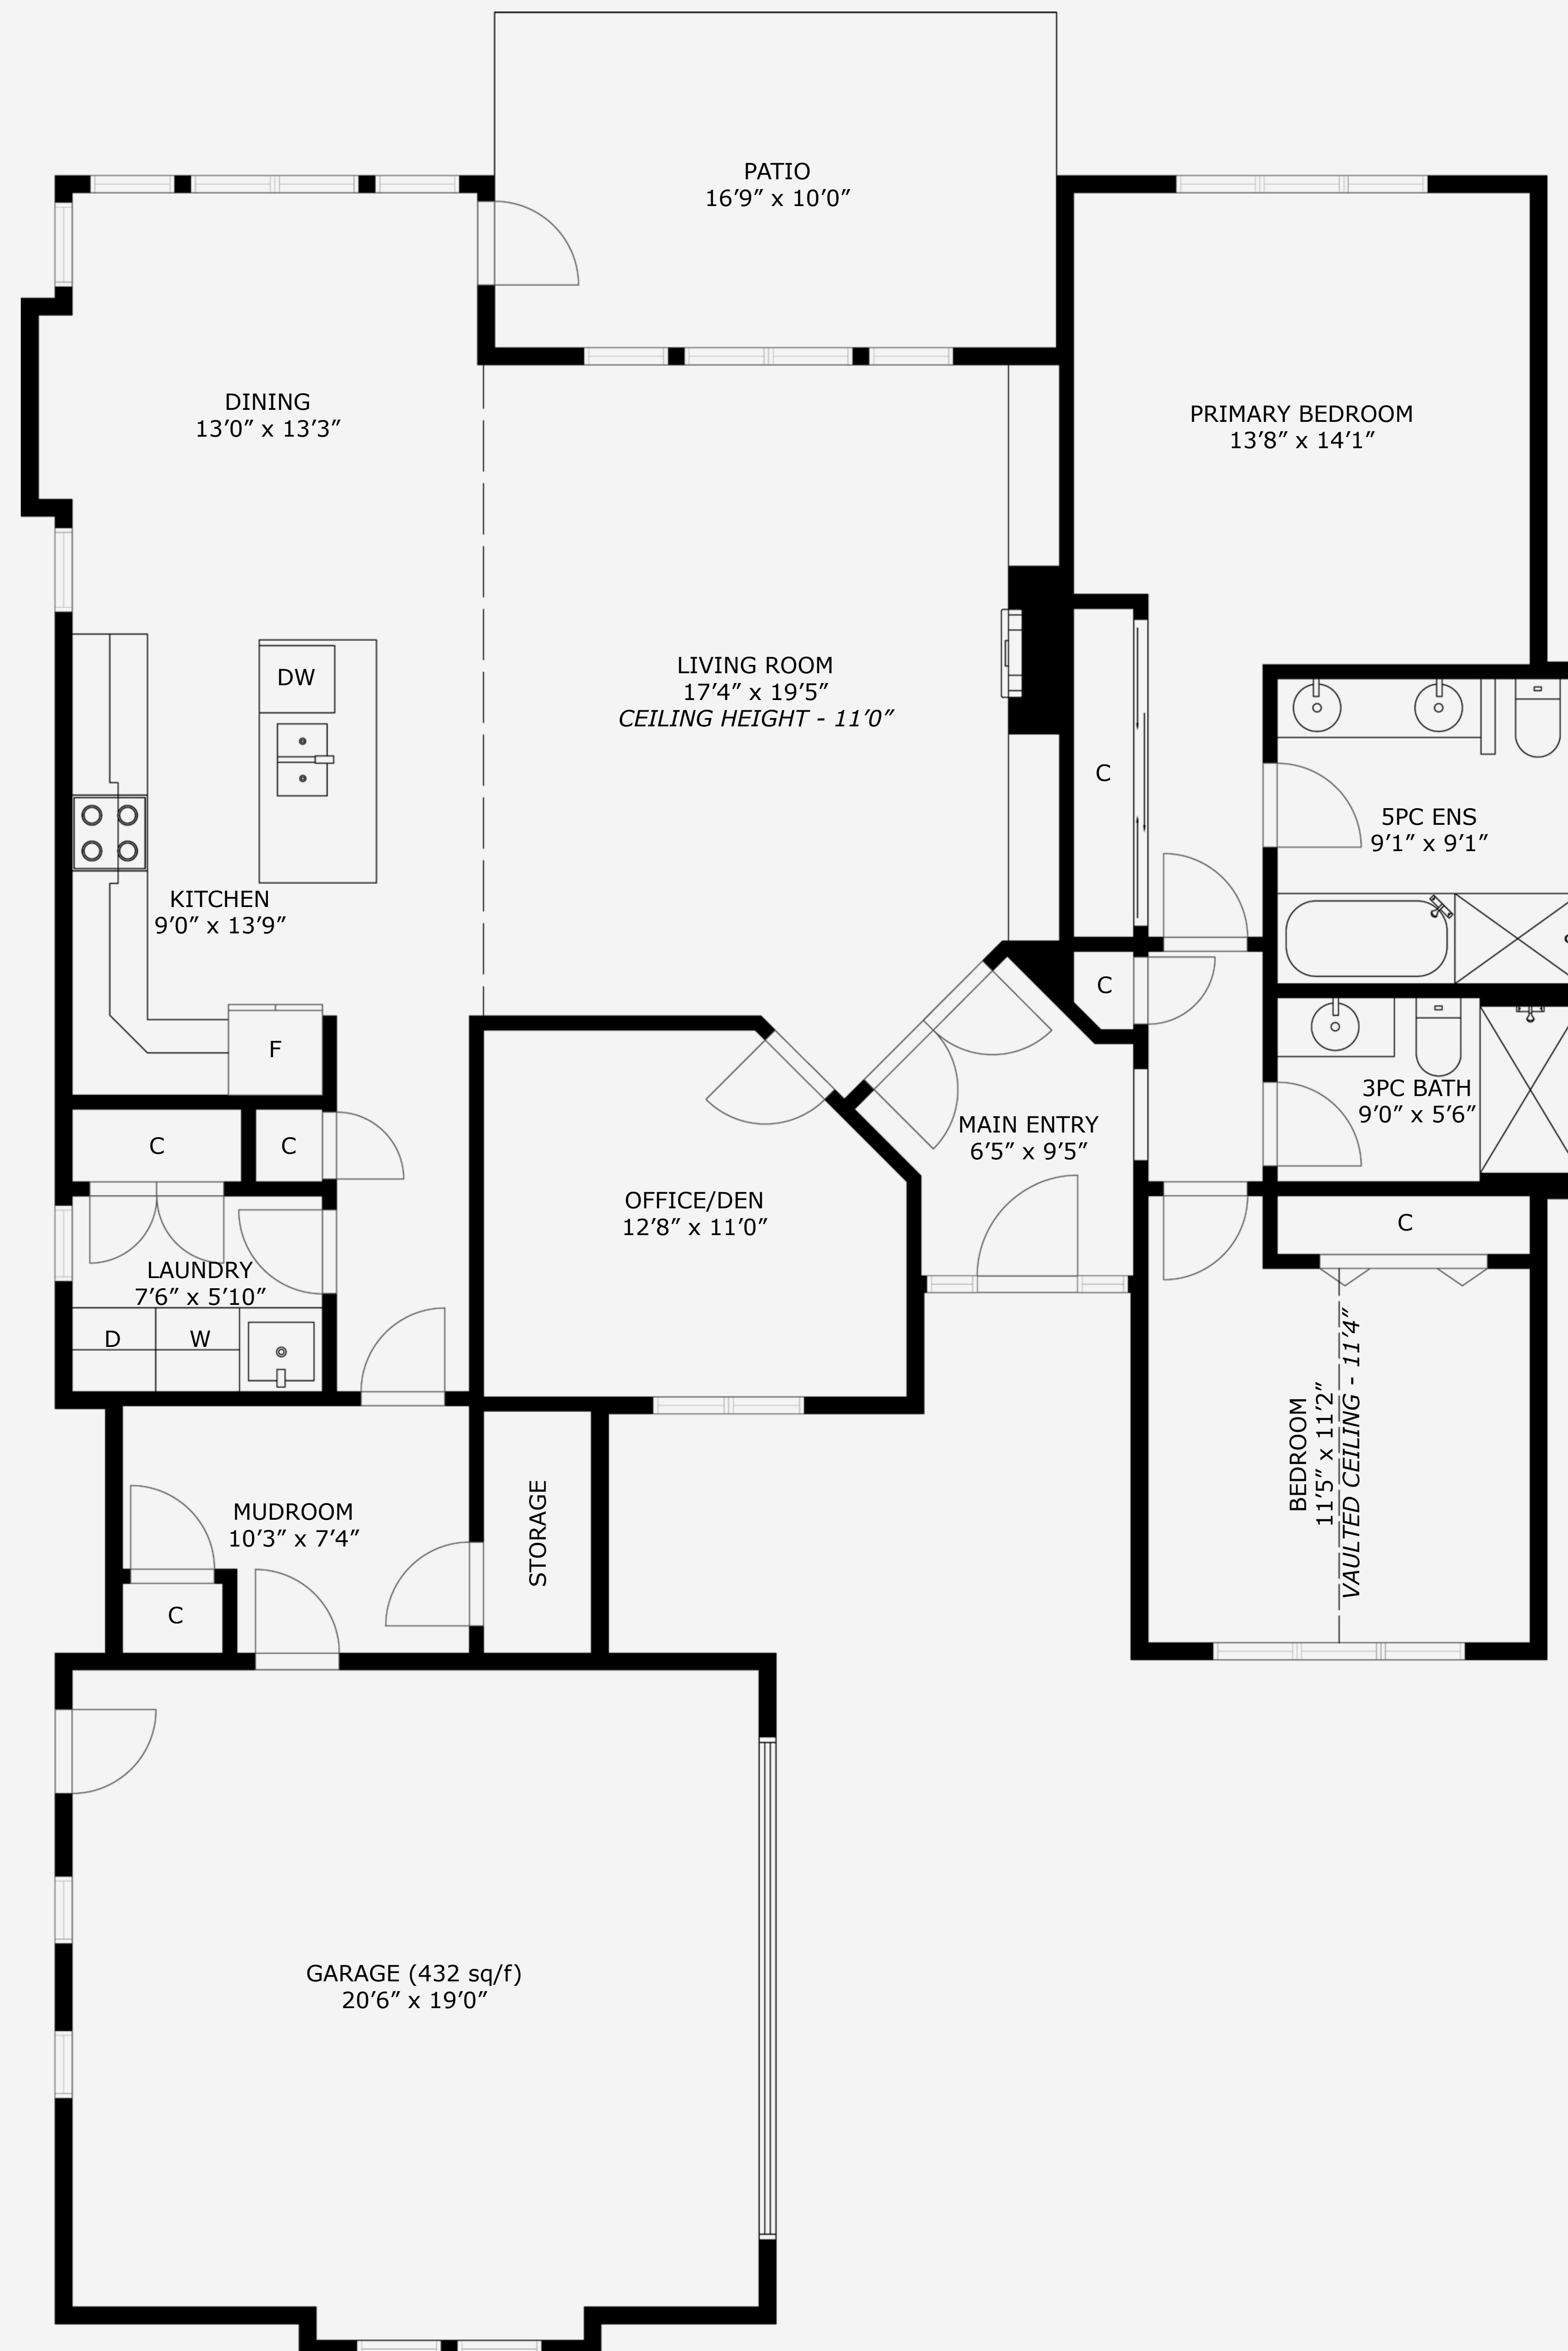 PATIO
16’9” x 10’0”
DINING
13’0” x 13’3”
PRIMARY BEDROOM
13’8” x 14’1”
LIVING ROOM
17’4” x 19’5”
CEILING HEIGHT - 11’0”
DW
C
5PC ENS
9’1” x 9’1”
KITCHEN
9’0” x 13’9”
C
F
3PC BATH
9’0” x 5’6”
MAIN ENTRY
6’5” x 9’5”
C
C
OFFICE/DEN
12’8” x 11’0”
C
LAUNDRY
7’6” x 5’10”
D
W
BEDROOM
11’5” x 11’2”
VAULTED CEILING - 11’4”
MUDROOM
10’3” x 7’4”
STORAGE
C
GARAGE (432 sq/f)
20’6” x 19’0”